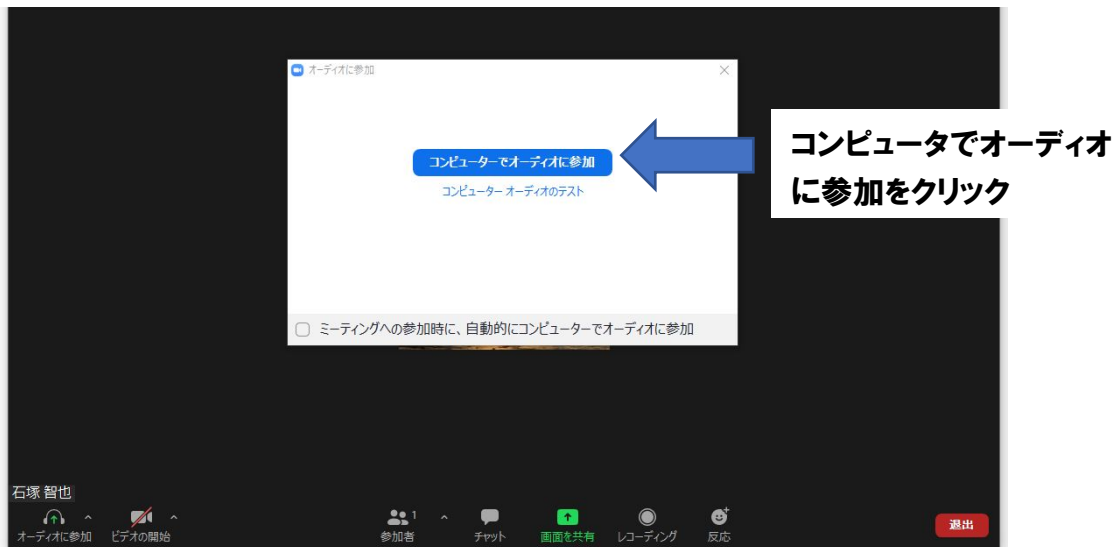 オーディオに参加
コンピューターでオーディオに参加
コンピューター オーディオのテスト
ミーティングへの参加時に、自動的にコンピューターでオーディオに参加
コンピュータでオーディオ
に参加をクリック
石塚 智也
1
オーディオに参加 ビデオの開始 参加者 チャット 画面を共有 レコーディング 反応 退出